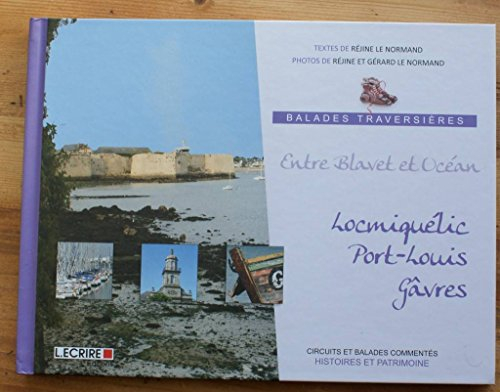 TEXTES DE RÉJINE LE NORMAND
PHOTOS DE RÉJINE ET GÉRARD LE NORMAND
BALADES TRAVERSIÈRES
Entre Blavet et Océan
Locmiquélic
Port-Louis
Gâvres
CIRCUITS ET BALADES COMMENTÉS
HISTOIRES ET PATRIMOINE
L.ECRIRE